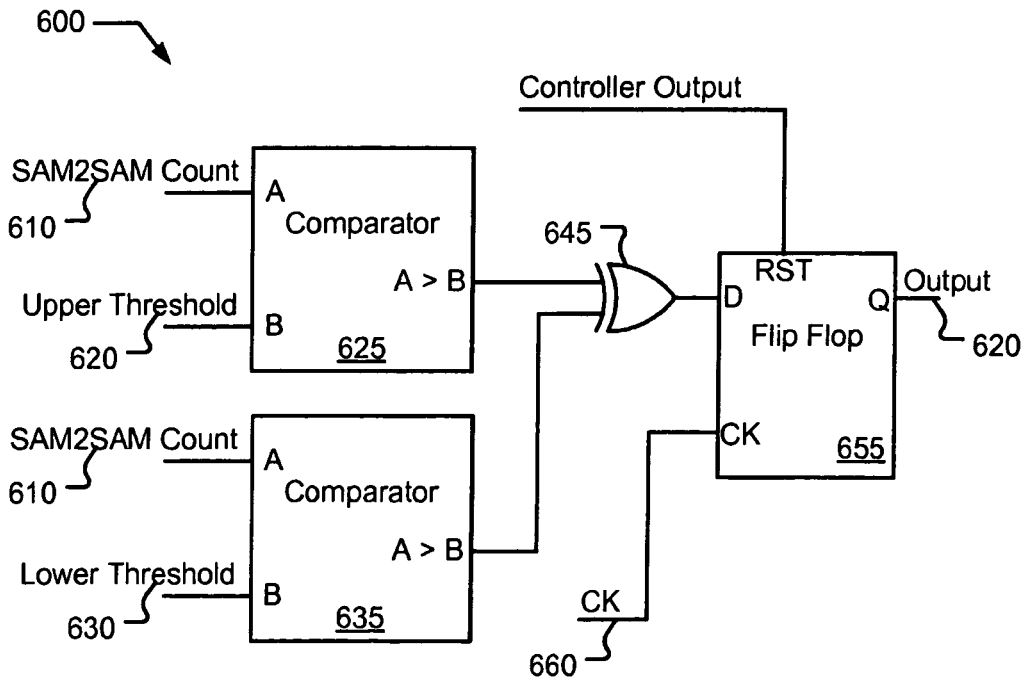 600
Controller Output
SAM2SAM Count
610
A
Comparator
A > B
Upper Threshold
620
B
625
645
RST
D
Q
Output
620
Flip Flop
CK
655
SAM2SAM Count
610
A
Comparator
A > B
Lower Threshold
630
B
635
CK
660